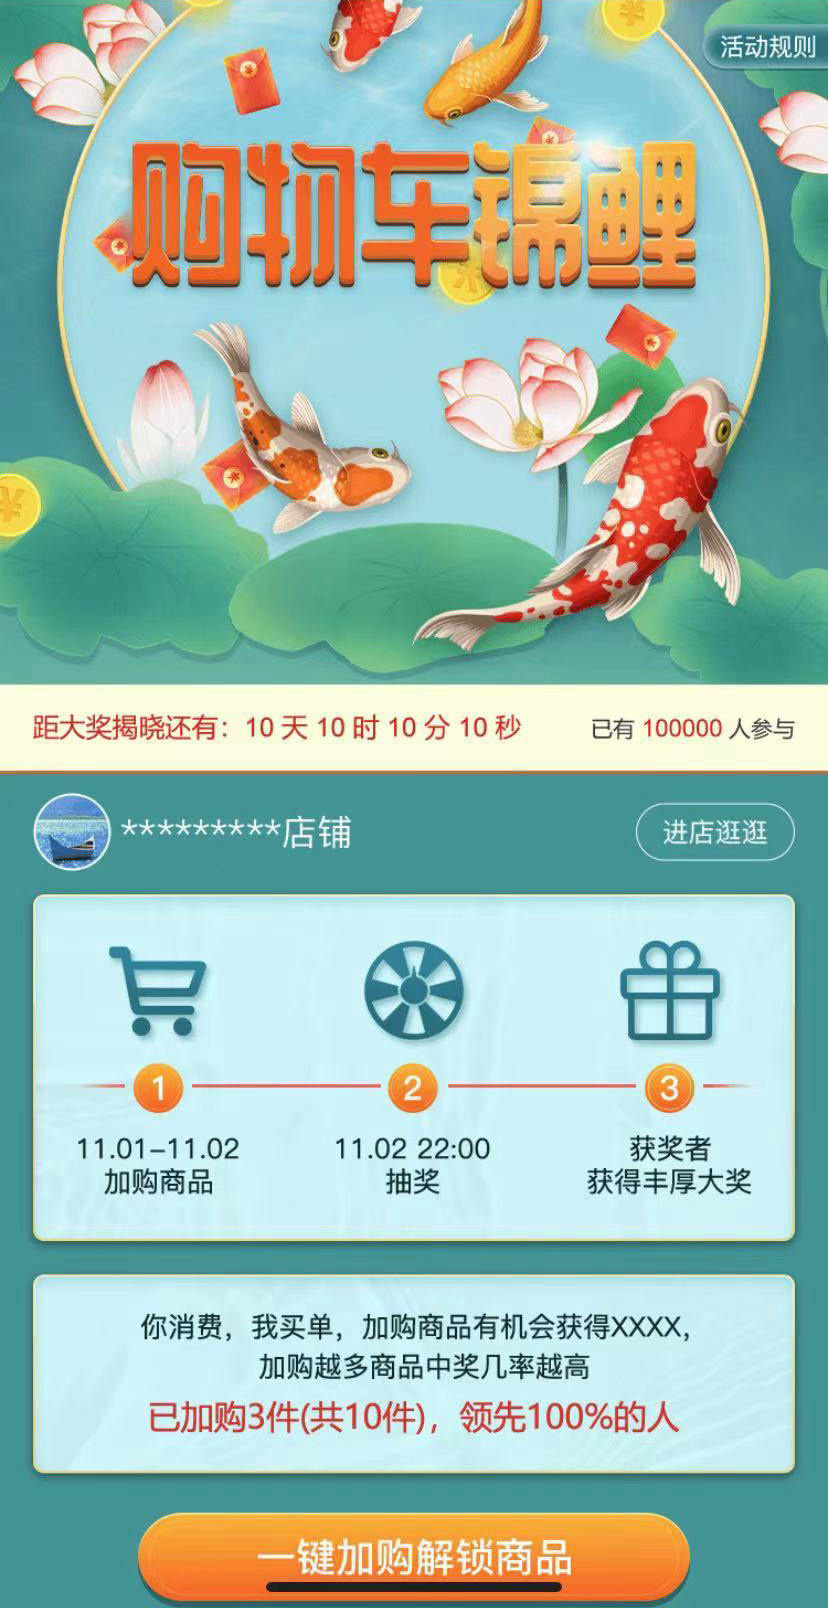 活动规则
购物车锦鲤
距大奖揭晓还有：10 天 10 时 10 分 10 秒
已有 100000 人参与
*********店铺
进店逛逛
1
2
3
11.01-11.02
加购商品
11.02 22:00
抽奖
获奖者
获得丰厚大奖
你消费，我买单，加购商品有机会获得XXXX，
加购越多商品中奖几率越高
已加购3件(共10件)，领先100%的人
一键加购解锁商品